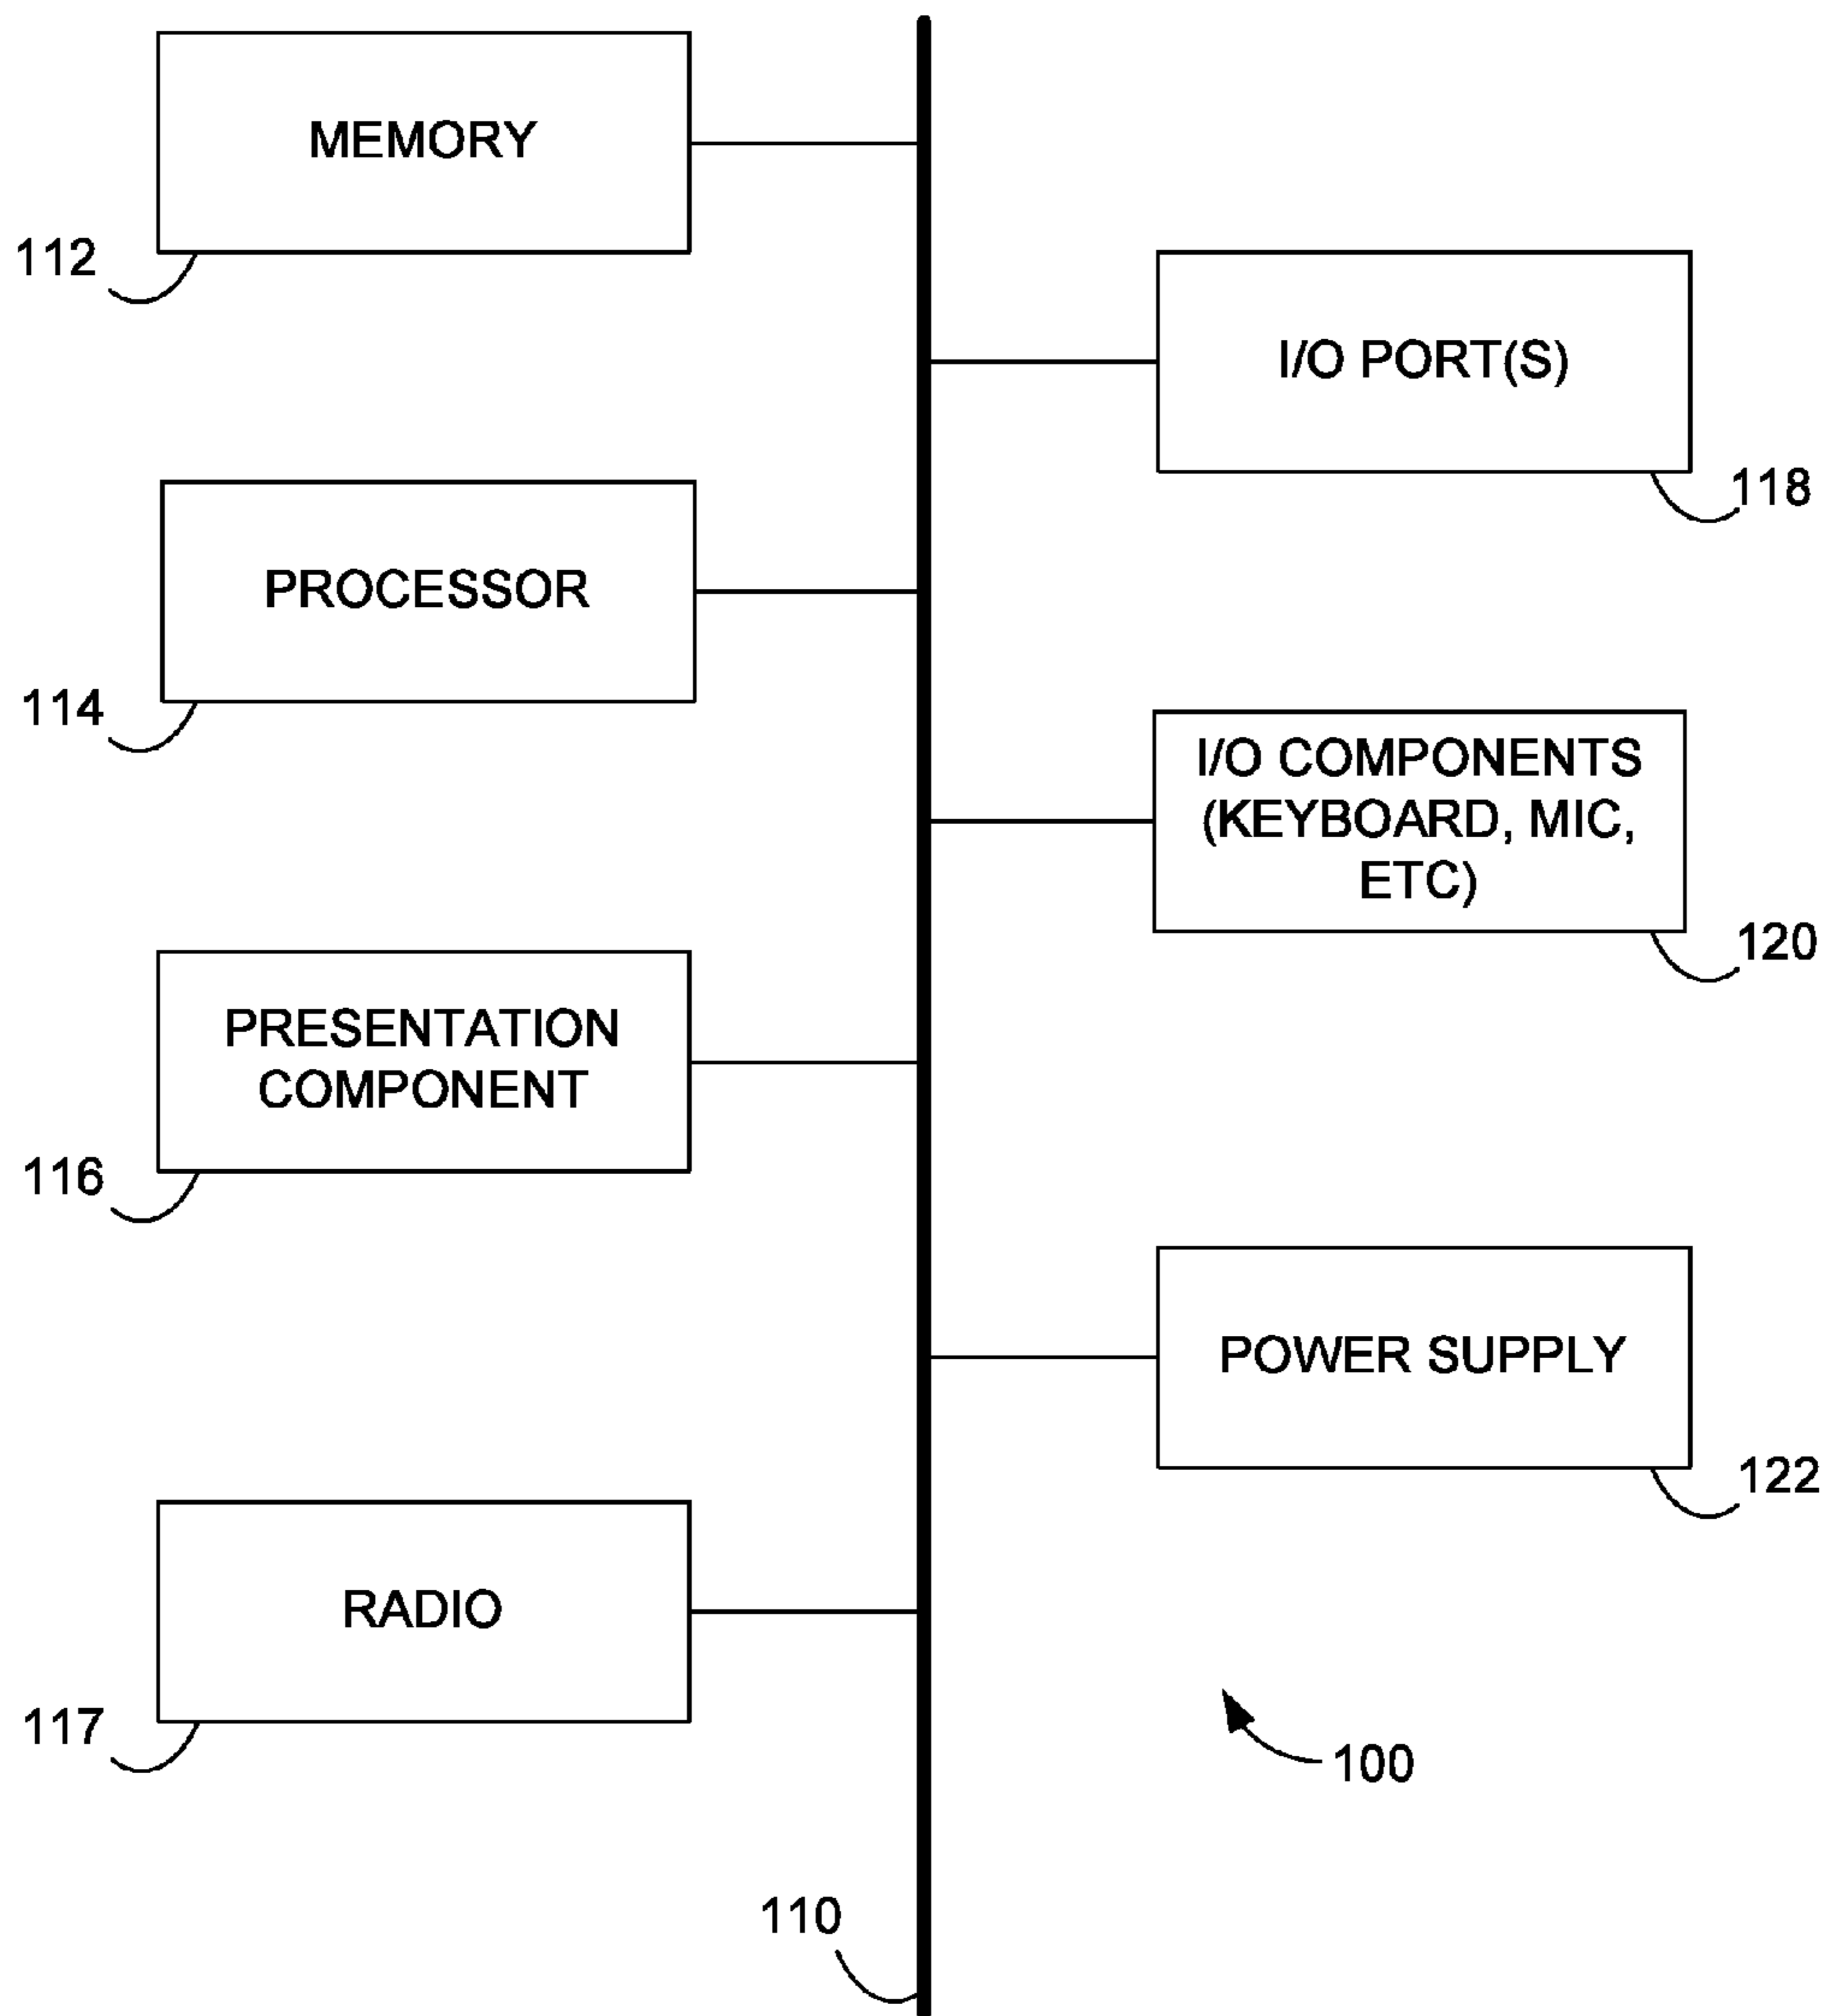 MEMORY
112
I/O PORT(S)
118
PROCESSOR
114
I/O COMPONENTS
(KEYBOARD, MIC,
ETC)
120
PRESENTATION
COMPONENT
116
POWER SUPPLY
122
RADIO
117
100
110